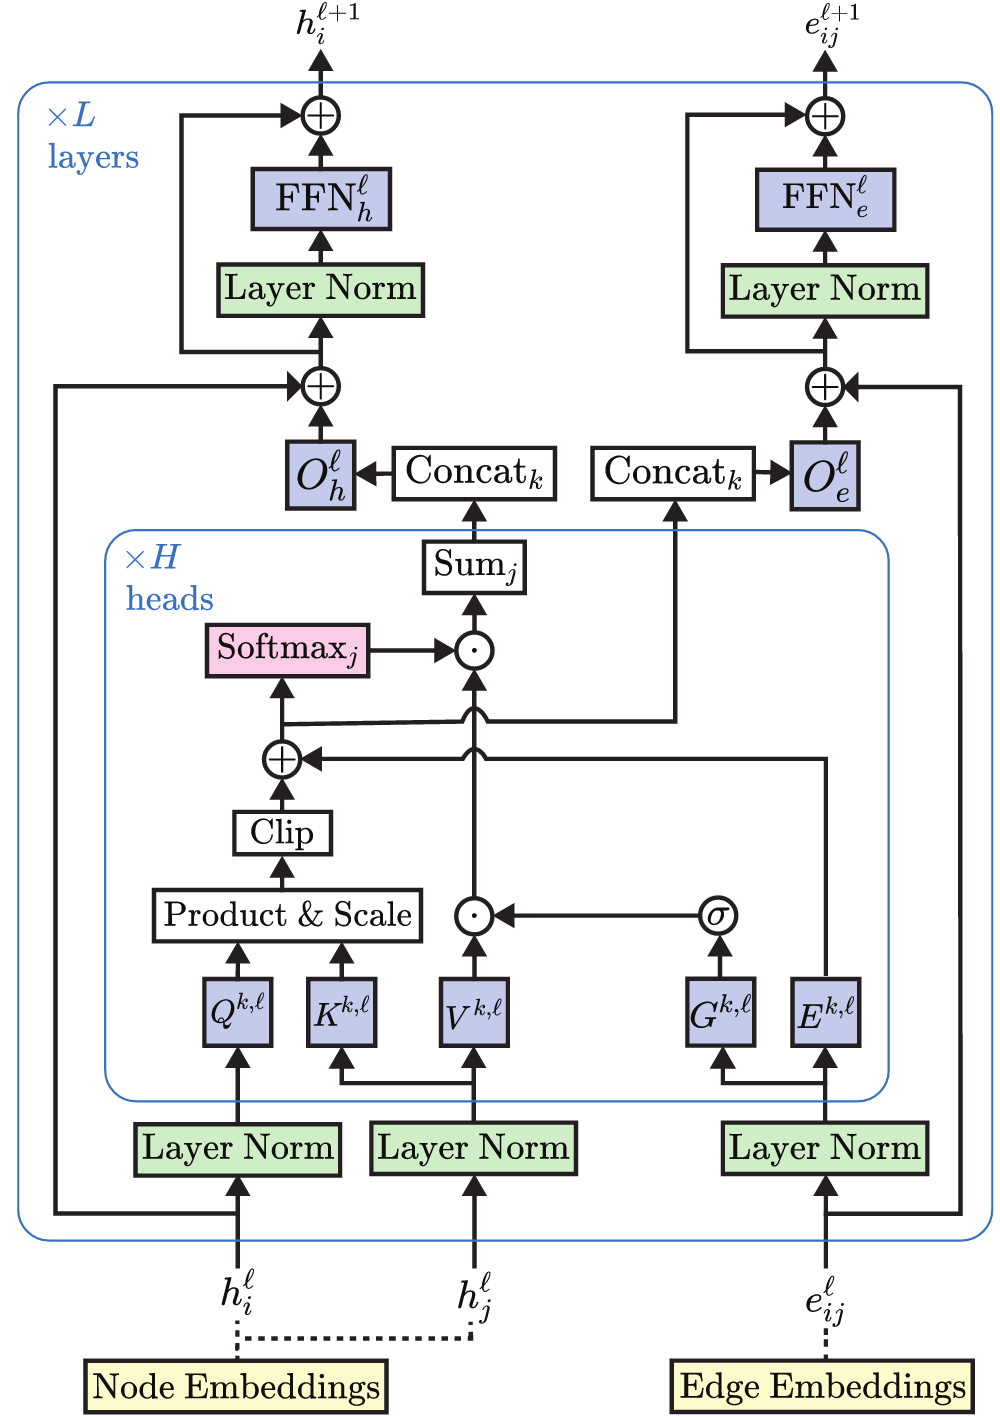 h_i^{ℓ+1} e_{ij}^{ℓ+1}
×L
layers
FFN_h^ℓ FFN_e^ℓ
Layer Norm Layer Norm
O_h^ℓ Concat_k Concat_k O_e^ℓ
×H
heads
Sum_j
Softmax_j
Clip
Product & Scale σ
Q^{k,ℓ} K^{k,ℓ} V^{k,ℓ} G^{k,ℓ} E^{k,ℓ}
Layer Norm Layer Norm Layer Norm
h_i^ℓ h_j^ℓ e_{ij}^ℓ
Node Embeddings Edge Embeddings